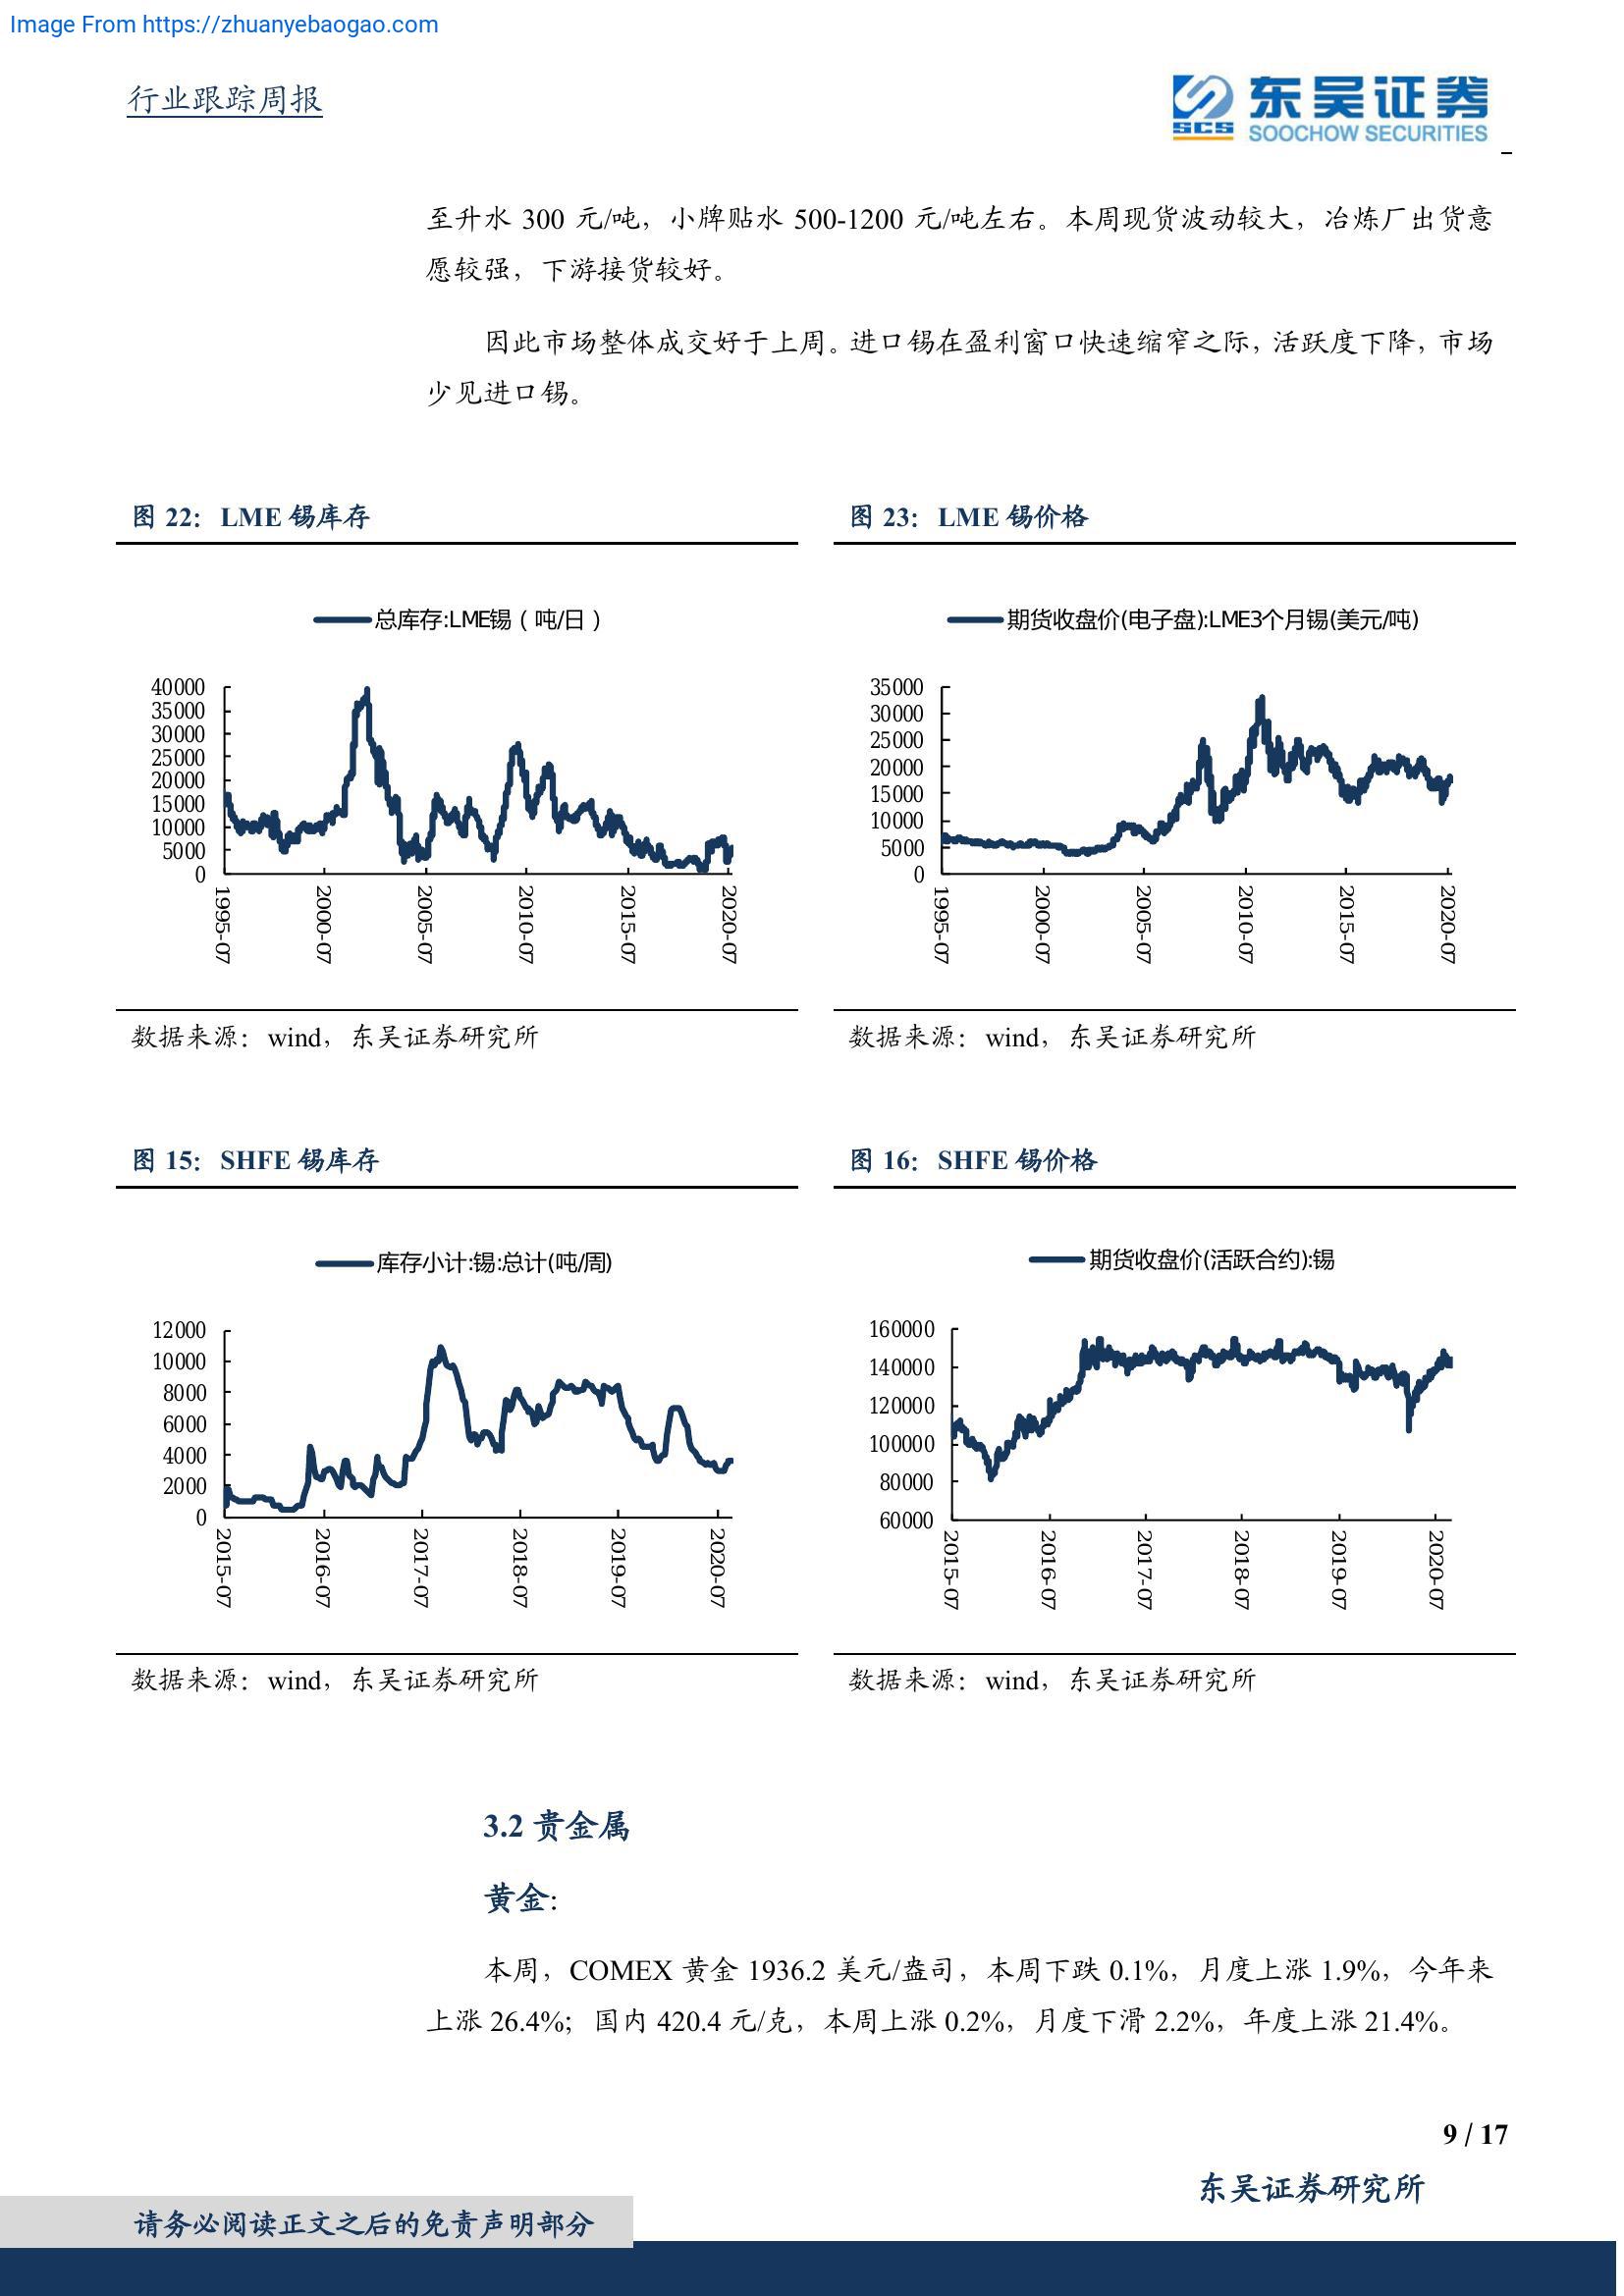 Image From https://zhuanyebaogao.com
行业跟踪周报
东吴证券
SCS
SOOCHOW SECURITIES
至升水 300 元/吨，小牌贴水 500-1200 元/吨左右。本周现货波动较大，冶炼厂出货意
愿较强，下游接货较好。
因此市场整体成交好于上周。进口锡在盈利窗口快速缩窄之际，活跃度下降，市场
少见进口锡。
图 22： LME 锡库存
总库存:LME锡（吨/日）
40000
35000
30000
25000
20000
15000
10000
5000
0
1995-07
2000-07
2005-07
2010-07
2015-07
2020-07
数据来源：wind，东吴证券研究所
图 23： LME 锡价格
期货收盘价(电子盘):LME3个月锡(美元/吨)
35000
30000
25000
20000
15000
10000
5000
0
1995-07
2000-07
2005-07
2010-07
2015-07
2020-07
数据来源：wind，东吴证券研究所
图 15： SHFE 锡库存
库存小计:锡:总计(吨/周)
12000
10000
8000
6000
4000
2000
0
2015-07
2016-07
2017-07
2018-07
2019-07
2020-07
数据来源：wind，东吴证券研究所
图 16： SHFE 锡价格
期货收盘价(活跃合约):锡
160000
140000
120000
100000
80000
60000
2015-07
2016-07
2017-07
2018-07
2019-07
2020-07
数据来源：wind，东吴证券研究所
3.2 贵金属
黄金：
本周，COMEX 黄金 1936.2 美元/盎司，本周下跌 0.1%，月度上涨 1.9%，今年来
上涨 26.4%；国内 420.4 元/克，本周上涨 0.2%，月度下滑 2.2%，年度上涨 21.4%。
9 / 17
东吴证券研究所
请务必阅读正文之后的免责声明部分